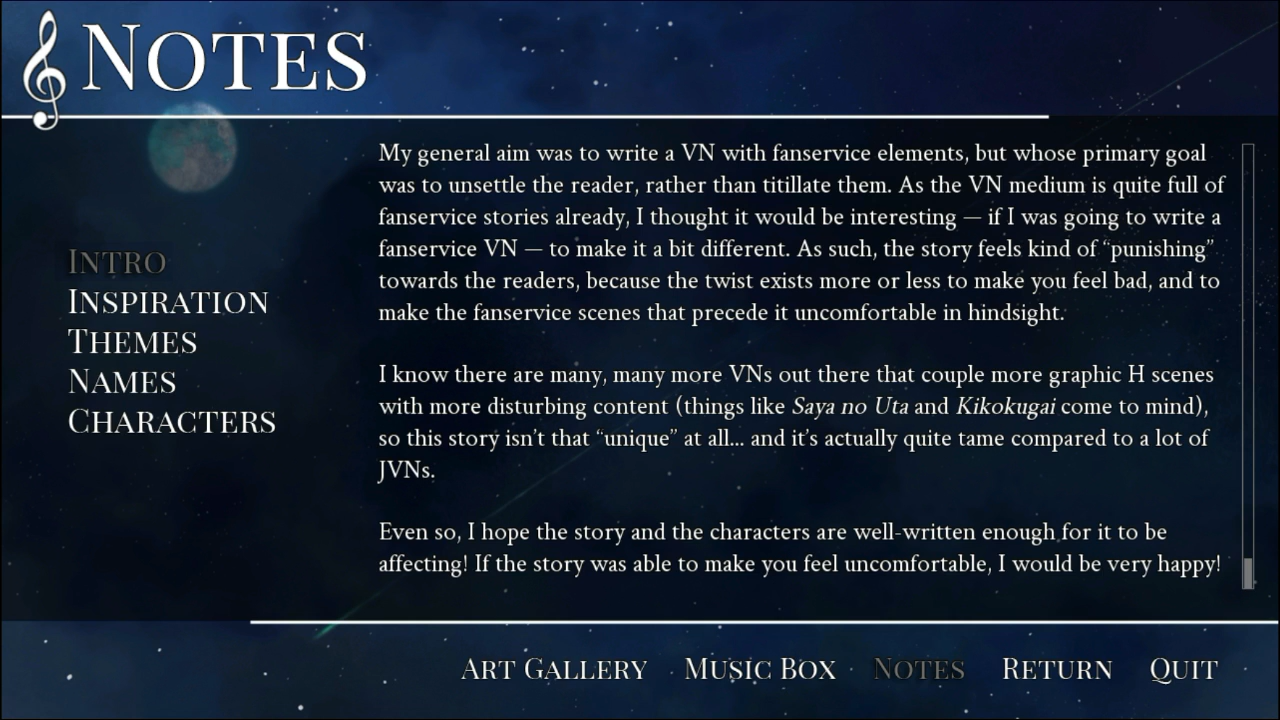 NOTES
INTRO
INSPIRATION
THEMES
NAMES
CHARACTERS
My general aim was to write a VN with fanservice elements, but whose primary goal
was to unsettle the reader, rather than titillate them. As the VN medium is quite full of
fanservice stories already, I thought it would be interesting — if I was going to write a
fanservice VN — to make it a bit different. As such, the story feels kind of “punishing”
towards the readers, because the twist exists more or less to make you feel bad, and to
make the fanservice scenes that precede it uncomfortable in hindsight.
I know there are many, many more VNs out there that couple more graphic H scenes
with more disturbing content (things like Saya no Uta and Kikokugai come to mind),
so this story isn’t that “unique” at all... and it’s actually quite tame compared to a lot of
JVNs.
Even so, I hope the story and the characters are well-written enough for it to be
affecting! If the story was able to make you feel uncomfortable, I would be very happy!
ART GALLERY MUSIC BOX NOTES RETURN QUIT